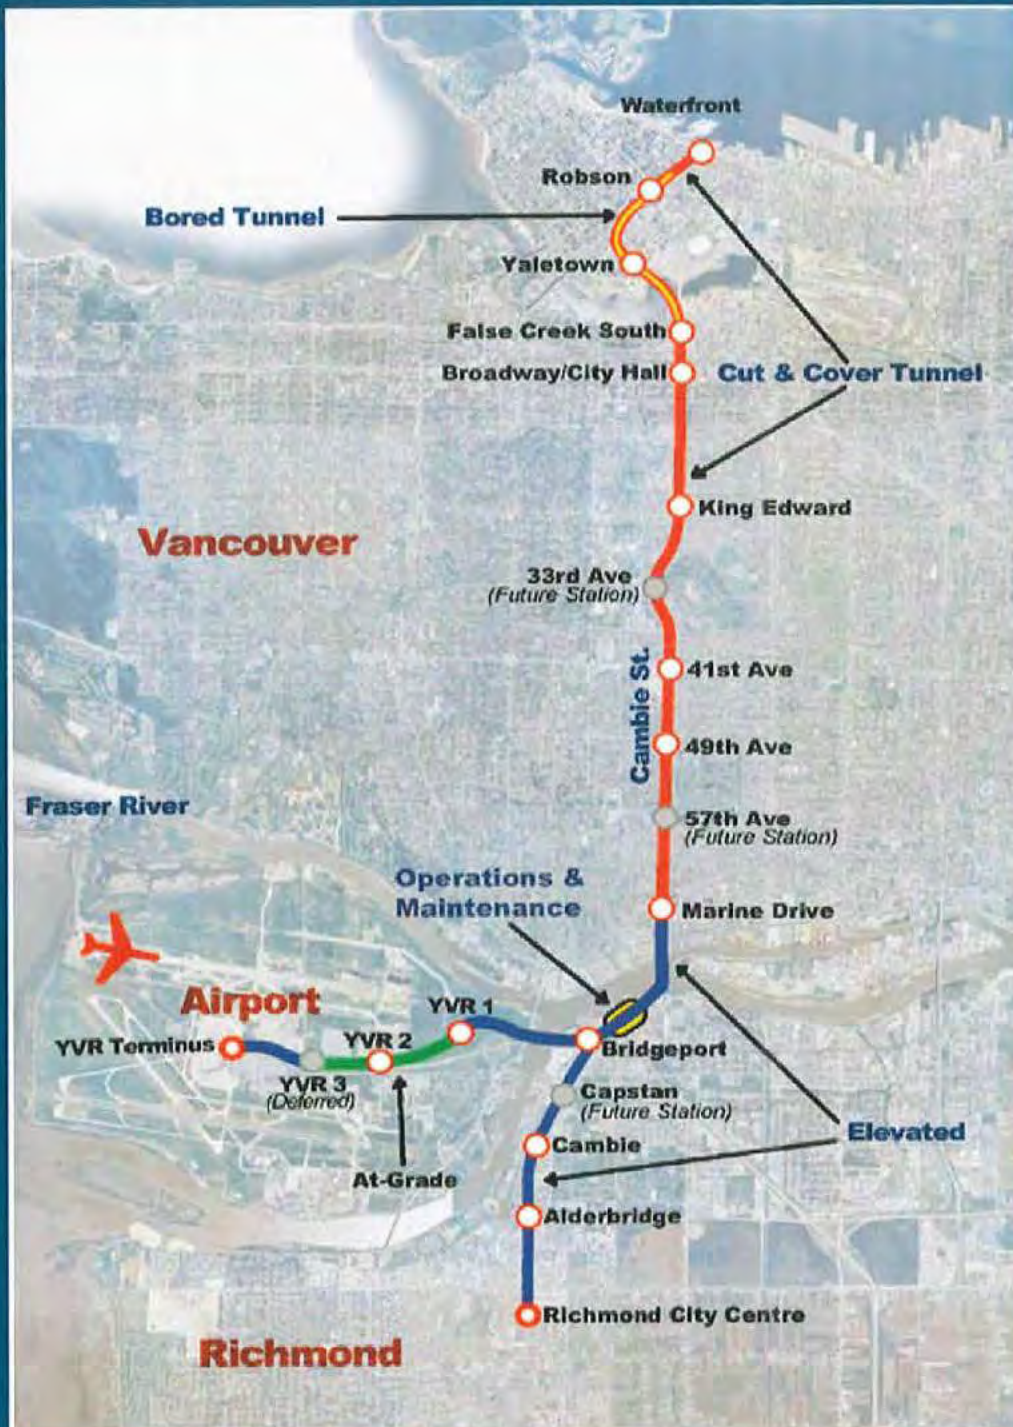 Waterfront
Robson
Bored Tunnel
Yaletown
False Creek South
Broadway/City Hall
Cut & Cover Tunnel
King Edward
Vancouver
33rd Ave
(Future Station)
41st Ave
Cambie St.
49th Ave
Fraser River
57th Ave
(Future Station)
Operations &
Maintenance
Marine Drive
Airport
YVR 1
YVR Terminus
YVR 2
Bridgeport
YVR 3
(Deferred)
Capstan
(Future Station)
Elevated
Cambie
At-Grade
Alderbridge
Richmond City Centre
Richmond